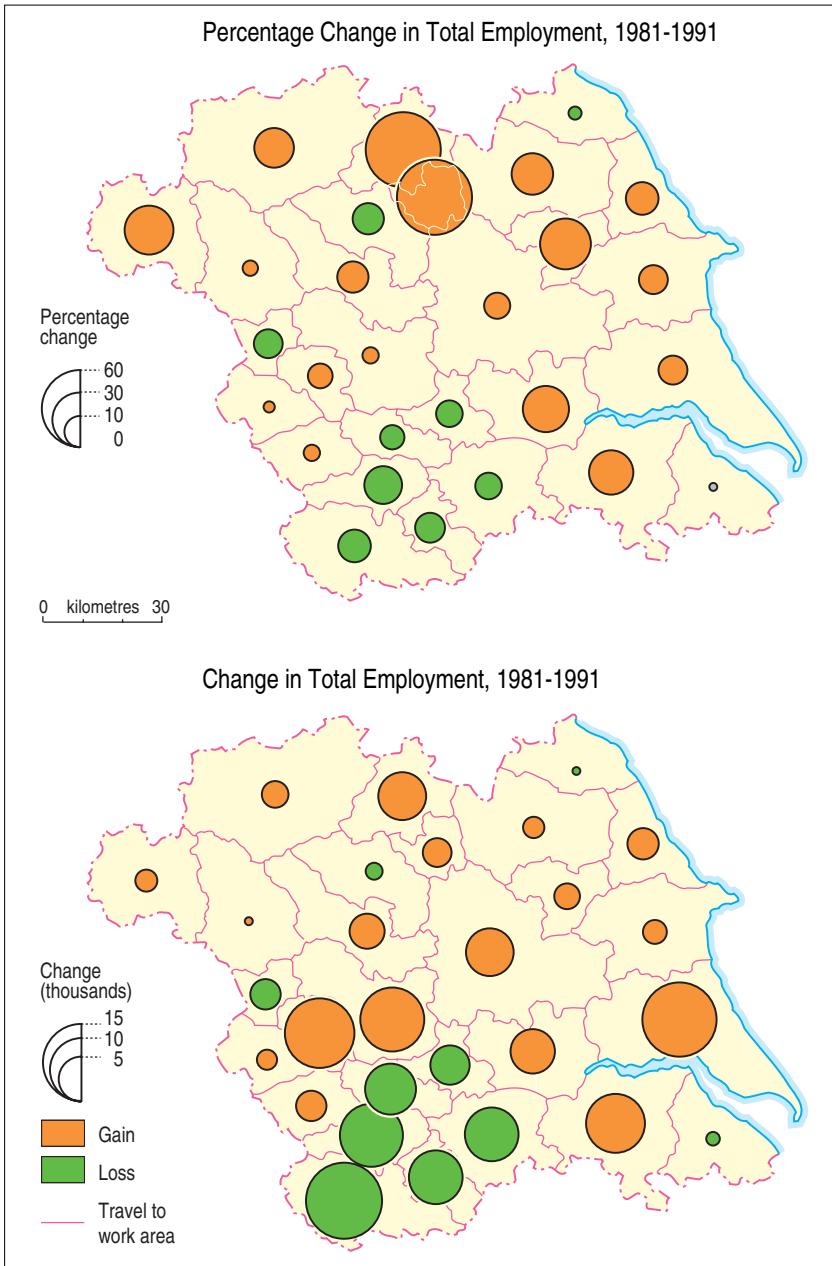 Percentage Change in Total Employment, 1981-1991
Percentage
change
60
30
10
0
0 kilometres 30
Change in Total Employment, 1981-1991
Change
(thousands)
15
10
5
Gain
Loss
Travel to
work area